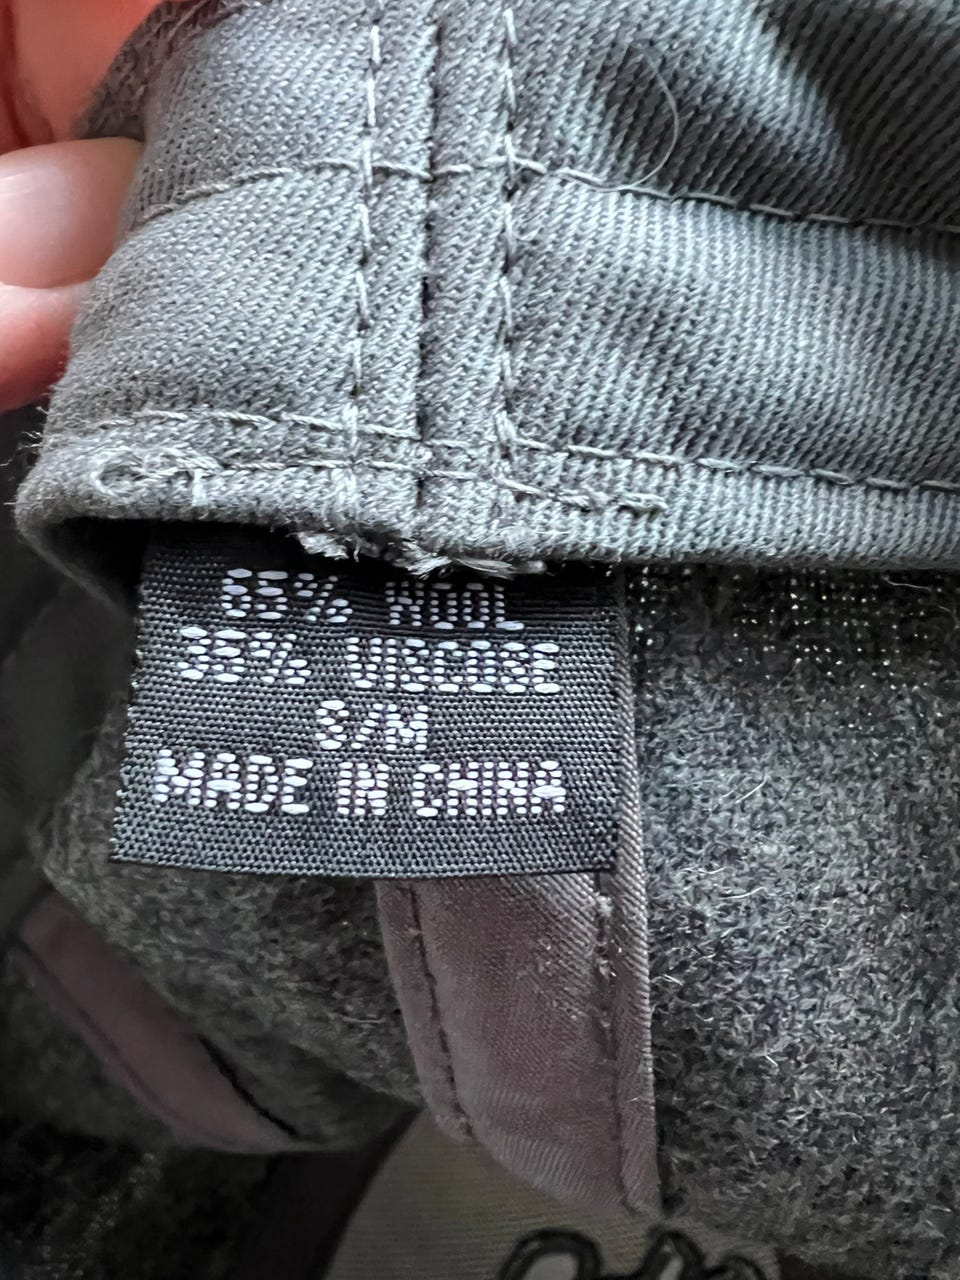 65% WOOL
35% VISCOSE
S/M
MADE IN CHINA